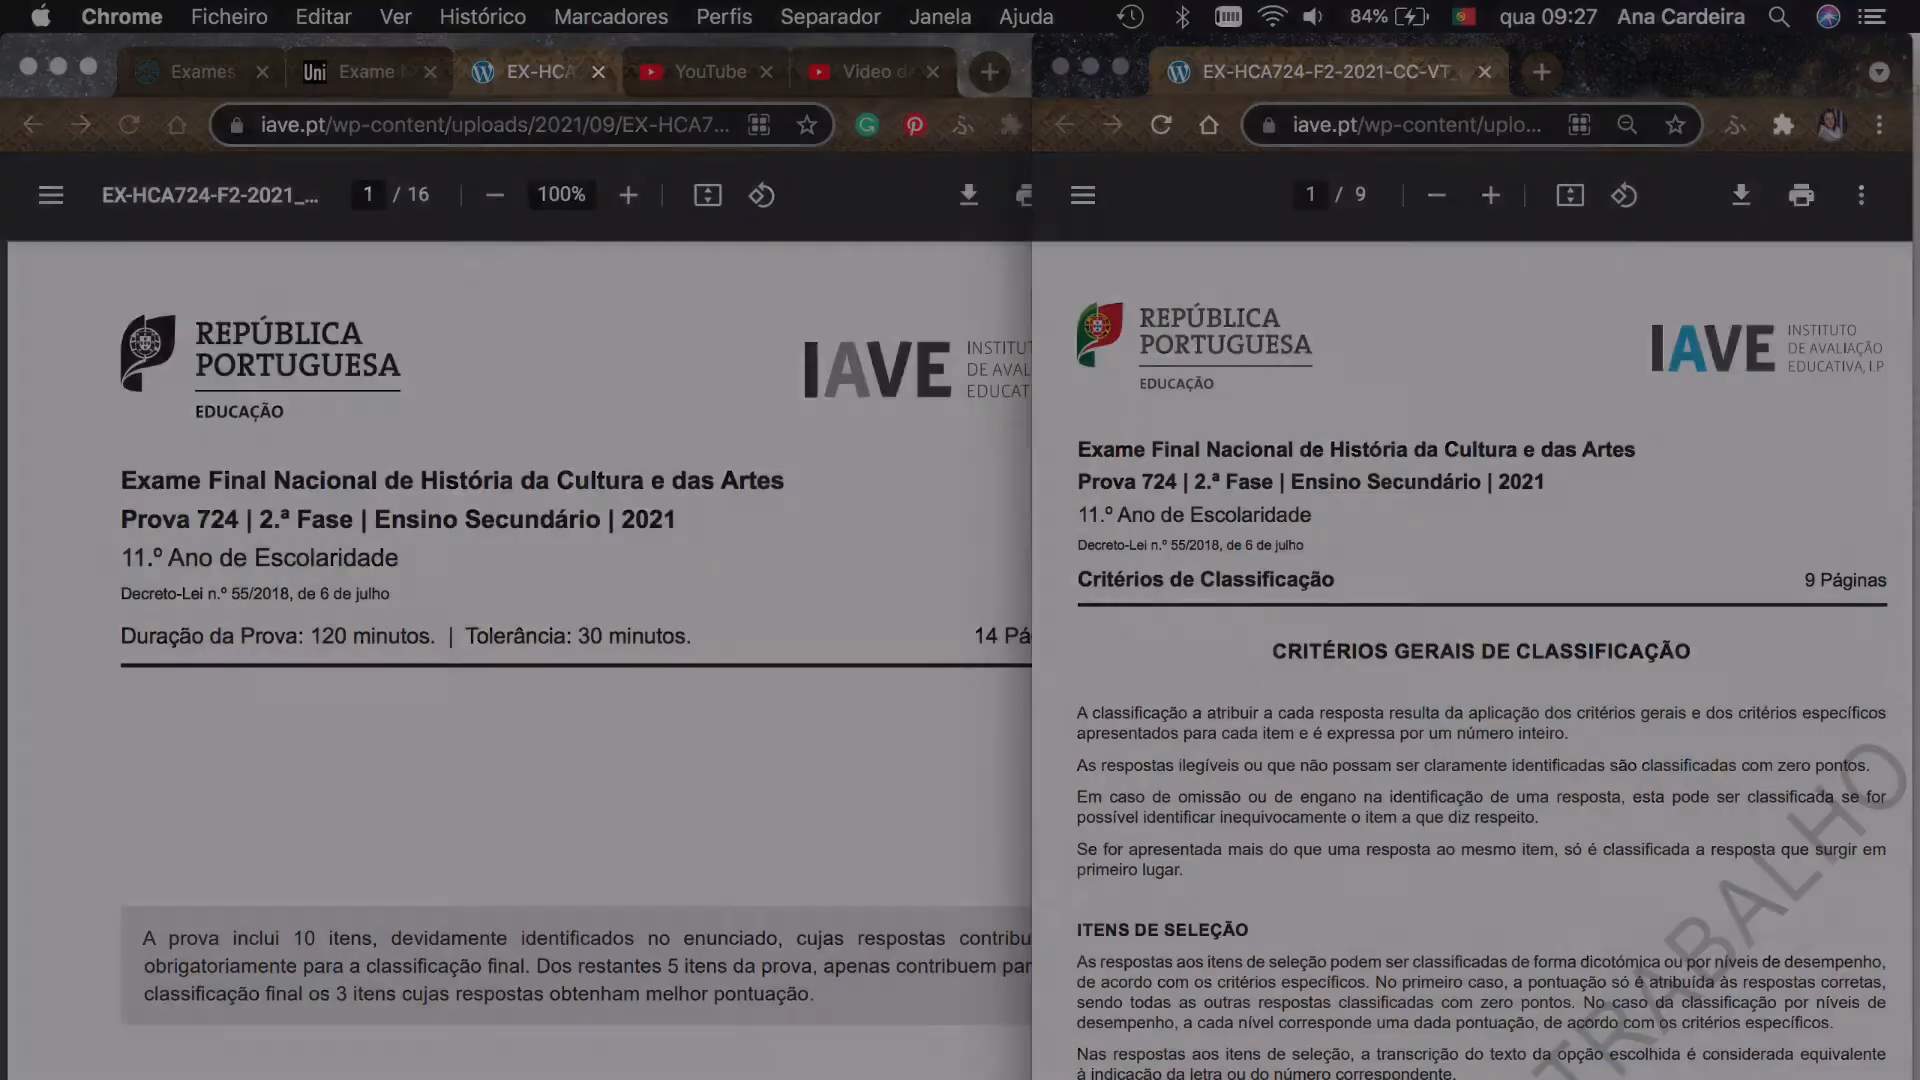 Chrome Ficheiro Editar Ver Histórico Marcadores Perfis Separador Janela Ajuda 84% qua 09:27 Ana Cardeira
Exames Uni Exame EX-HCA YouTube Video d
EX-HCA724-F2-2021-CC-VT
iave.pt/wp-content/uploads/2021/09/EX-HCA7...
iave.pt/wp-content/uplo...
EX-HCA724-F2-2021_... 1 / 16 100%
1 / 9
REPÚBLICA
PORTUGUESA
EDUCAÇÃO
IAVE INSTITUT
DE AVAL
EDUCAT
Exame Final Nacional de História da Cultura e das Artes
Prova 724 | 2.ª Fase | Ensino Secundário | 2021
11.º Ano de Escolaridade
Decreto-Lei n.º 55/2018, de 6 de julho
Duração da Prova: 120 minutos. | Tolerância: 30 minutos. 14 Pá
A prova inclui 10 itens, devidamente identificados no enunciado, cujas respostas contribu
obrigatoriamente para a classificação final. Dos restantes 5 itens da prova, apenas contribuem par
classificação final os 3 itens cujas respostas obtenham melhor pontuação.
REPÚBLICA
PORTUGUESA
EDUCAÇÃO
IAVE INSTITUTO
DE AVALIAÇÃO
EDUCATIVA, I.P.
Exame Final Nacional de História da Cultura e das Artes
Prova 724 | 2.ª Fase | Ensino Secundário | 2021
11.º Ano de Escolaridade
Decreto-Lei n.º 55/2018, de 6 de julho
Critérios de Classificação 9 Páginas
CRITÉRIOS GERAIS DE CLASSIFICAÇÃO
A classificação a atribuir a cada resposta resulta da aplicação dos critérios gerais e dos critérios específicos
apresentados para cada item e é expressa por um número inteiro.
As respostas ilegíveis ou que não possam ser claramente identificadas são classificadas com zero pontos.
Em caso de omissão ou de engano na identificação de uma resposta, esta pode ser classificada se for
possível identificar inequivocamente o item a que diz respeito.
Se for apresentada mais do que uma resposta ao mesmo item, só é classificada a resposta que surgir em
primeiro lugar.
ITENS DE SELEÇÃO
As respostas aos itens de seleção podem ser classificadas de forma dicotómica ou por níveis de desempenho,
de acordo com os critérios específicos. No primeiro caso, a pontuação só é atribuída às respostas corretas,
sendo todas as outras respostas classificadas com zero pontos. No caso da classificação por níveis de
desempenho, a cada nível corresponde uma dada pontuação, de acordo com os critérios específicos.
Nas respostas aos itens de seleção, a transcrição do texto da opção escolhida é considerada equivalente
à indicação da letra ou do número correspondente.
TRABALHO